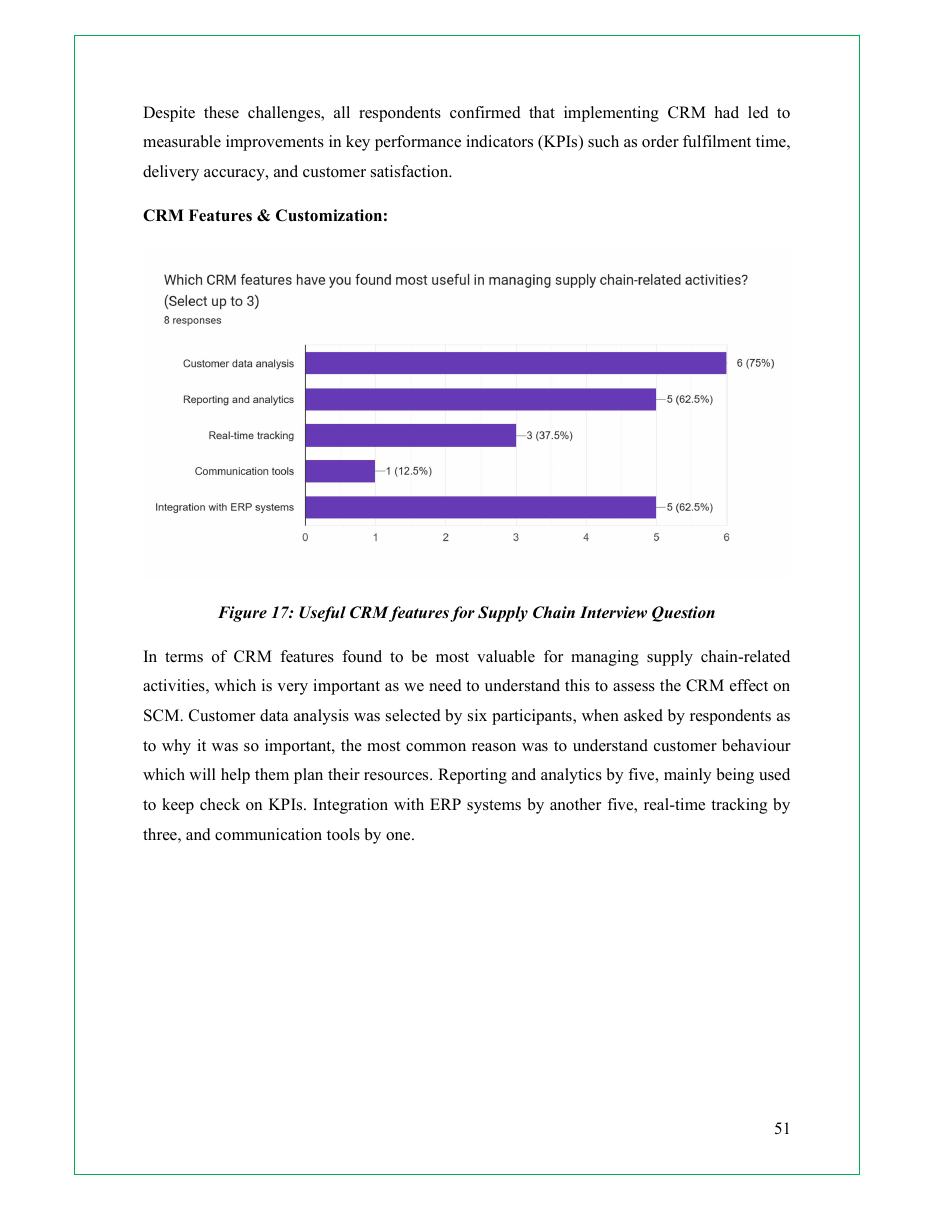 Despite these challenges, all respondents confirmed that implementing CRM had led to
measurable improvements in key performance indicators (KPIs) such as order fulfilment time,
delivery accuracy, and customer satisfaction.
CRM Features & Customization:
Which CRM features have you found most useful in managing supply chain-related activities?
(Select up to 3)
8 responses
Customer data analysis 6 (75%)
Reporting and analytics 5 (62.5%)
Real-time tracking 3 (37.5%)
Communication tools 1 (12.5%)
Integration with ERP systems 5 (62.5%)
0 1 2 3 4 5 6
Figure 17: Useful CRM features for Supply Chain Interview Question
In terms of CRM features found to be most valuable for managing supply chain-related
activities, which is very important as we need to understand this to assess the CRM effect on
SCM. Customer data analysis was selected by six participants, when asked by respondents as
to why it was so important, the most common reason was to understand customer behaviour
which will help them plan their resources. Reporting and analytics by five, mainly being used
to keep check on KPIs. Integration with ERP systems by another five, real-time tracking by
three, and communication tools by one.
51